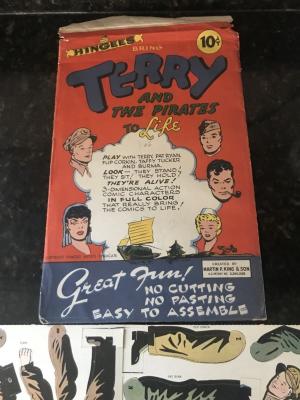 HINGEES
BRING
10¢
TERRY
AND
THE PIRATES
TO Life
PLAY WITH TERRY, PAT RYAN,
FLIP CORKIN, TAFFY TUCKER
AND BURMA.
LOOK — THEY STAND!
THEY SIT! THEY HOLD!
THEY'RE ALIVE!
3-DIMENSIONAL ACTION
COMIC CHARACTERS
IN FULL COLOR
THAT REALLY BRING
THE COMICS TO LIFE!
CREATED BY
MARTIN P. KING & SON
Great Fun!
NO CUTTING
NO PASTING
EASY TO ASSEMBLE